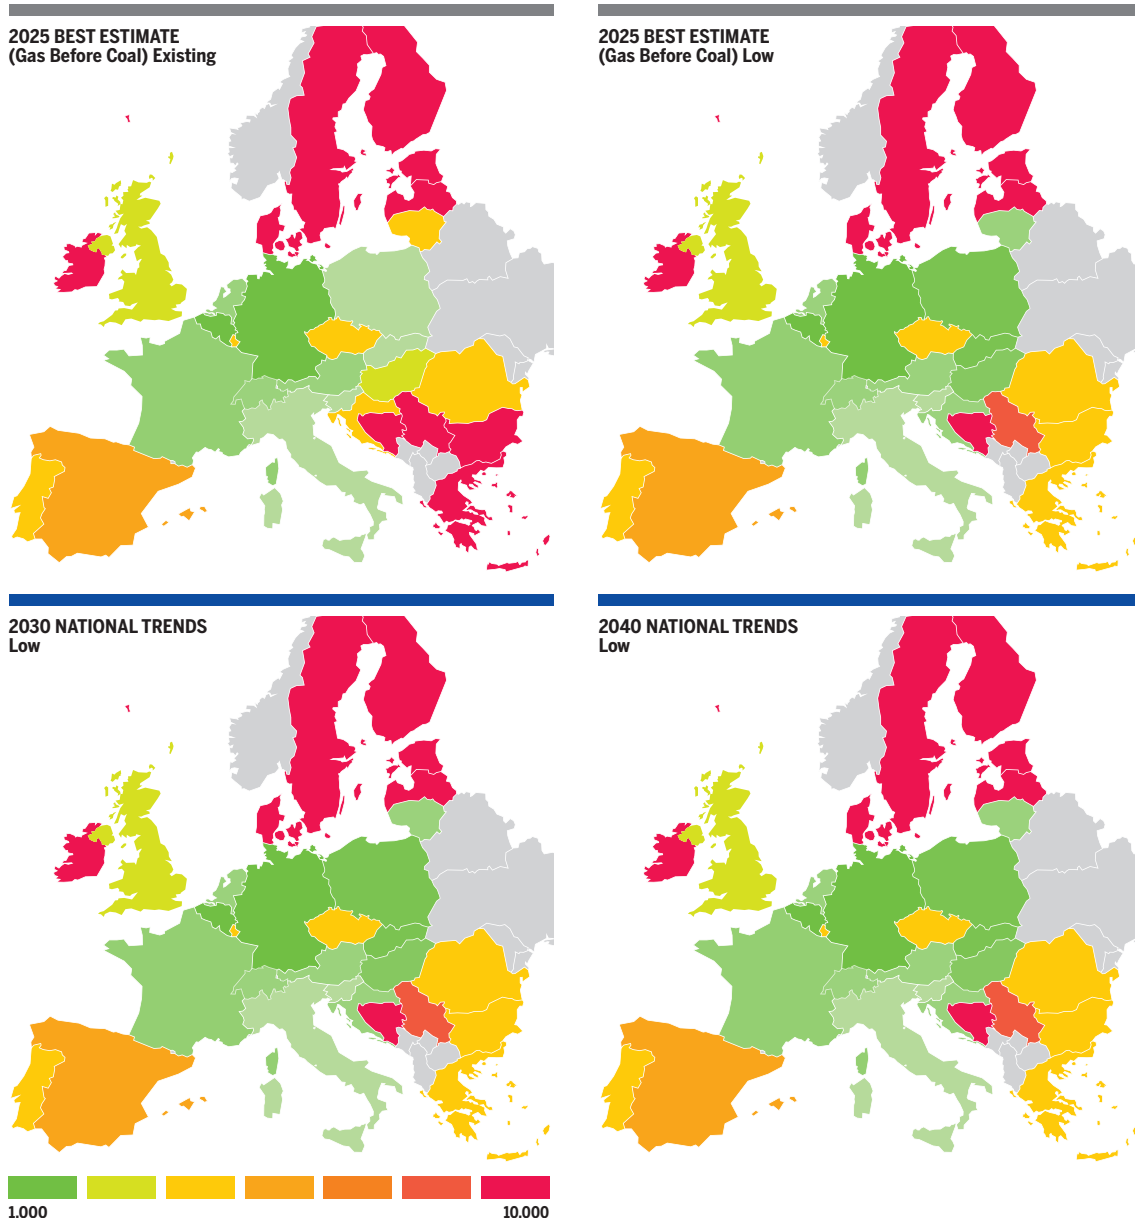 2025 BEST ESTIMATE
(Gas Before Coal) Existing
2025 BEST ESTIMATE
(Gas Before Coal) Low
2030 NATIONAL TRENDS
Low
2040 NATIONAL TRENDS
Low
1.000
10.000